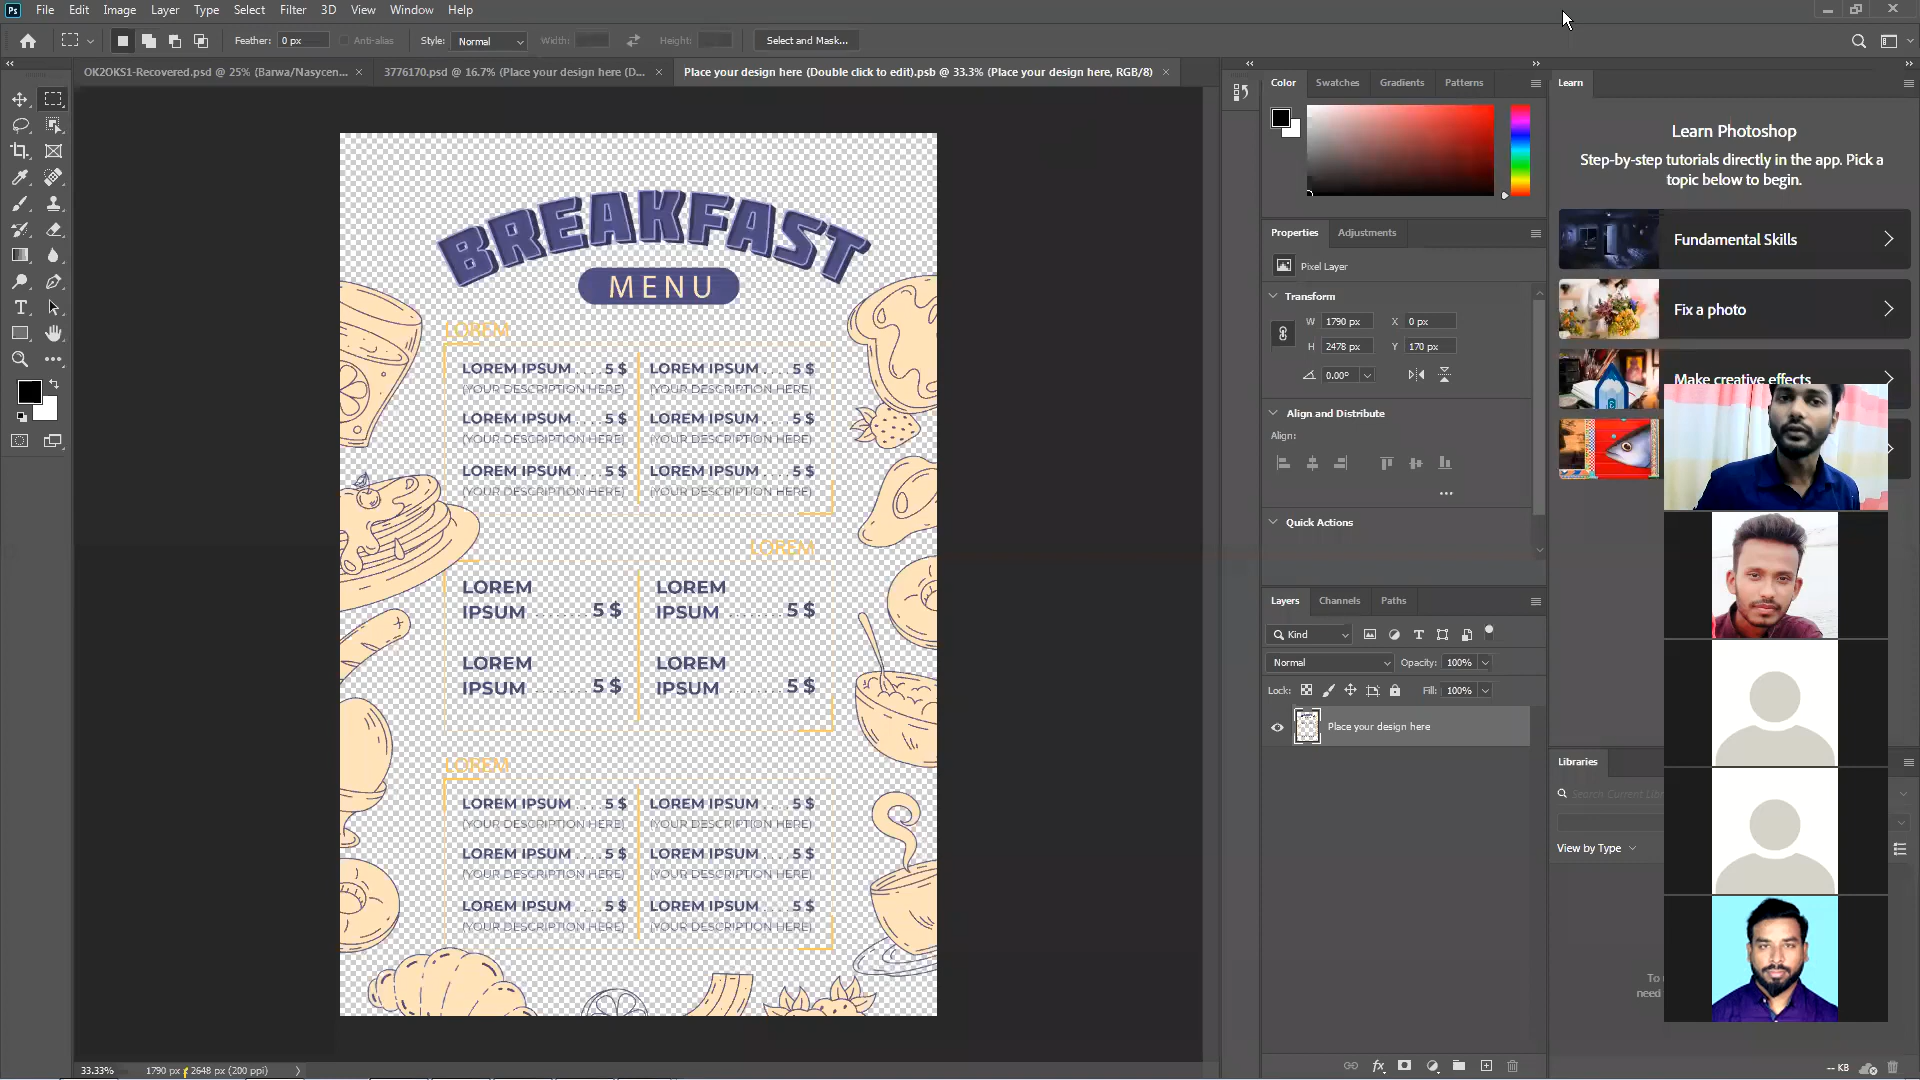 Ps File Edit Image Layer Type Select Filter 3D View Window Help
Feather: 0 px Anti-alias Style: Normal Width: Height: Select and Mask...
OK2OKS1-Recovered.psd @ 25% (Barwa/Nasycen... × 3776170.psd @ 16.7% (Place your design here (D... × Place your design here (Double click to edit).psb @ 33.3% (Place your design here, RGB/8) ×
BREAKFAST
MENU
LOREM
LOREM IPSUM . . . . 5 $ LOREM IPSUM . . . . 5 $
(YOUR DESCRIPTION HERE) (YOUR DESCRIPTION HERE)
LOREM IPSUM . . . . 5 $ LOREM IPSUM . . . . 5 $
(YOUR DESCRIPTION HERE) (YOUR DESCRIPTION HERE)
LOREM IPSUM . . . . 5 $ LOREM IPSUM . . . . 5 $
(YOUR DESCRIPTION HERE) (YOUR DESCRIPTION HERE)
LOREM
LOREM LOREM
IPSUM ........ 5 $ IPSUM ........ 5 $
LOREM LOREM
IPSUM ........ 5 $ IPSUM ........ 5 $
LOREM
LOREM IPSUM . . . . 5 $ LOREM IPSUM . . . . 5 $
(YOUR DESCRIPTION HERE) (YOUR DESCRIPTION HERE)
LOREM IPSUM . . . . 5 $ LOREM IPSUM . . . . 5 $
(YOUR DESCRIPTION HERE) (YOUR DESCRIPTION HERE)
LOREM IPSUM . . . . 5 $ LOREM IPSUM . . . . 5 $
(YOUR DESCRIPTION HERE) (YOUR DESCRIPTION HERE)
33.33% 1790 px x 2648 px (200 ppi)
Color Swatches Gradients Patterns
Properties Adjustments
Pixel Layer
Transform
W 1790 px X 0 px
H 2478 px Y 170 px
0.00°
Align and Distribute
Align:
Quick Actions
Layers Channels Paths
Kind
Normal Opacity: 100%
Lock: Fill: 100%
Place your design here
fx
Learn
Learn Photoshop
Step-by-step tutorials directly in the app. Pick a
topic below to begin.
Fundamental Skills
Fix a photo
Make creative effects
Libraries
Search Current Libr
View by Type
need
-- KB